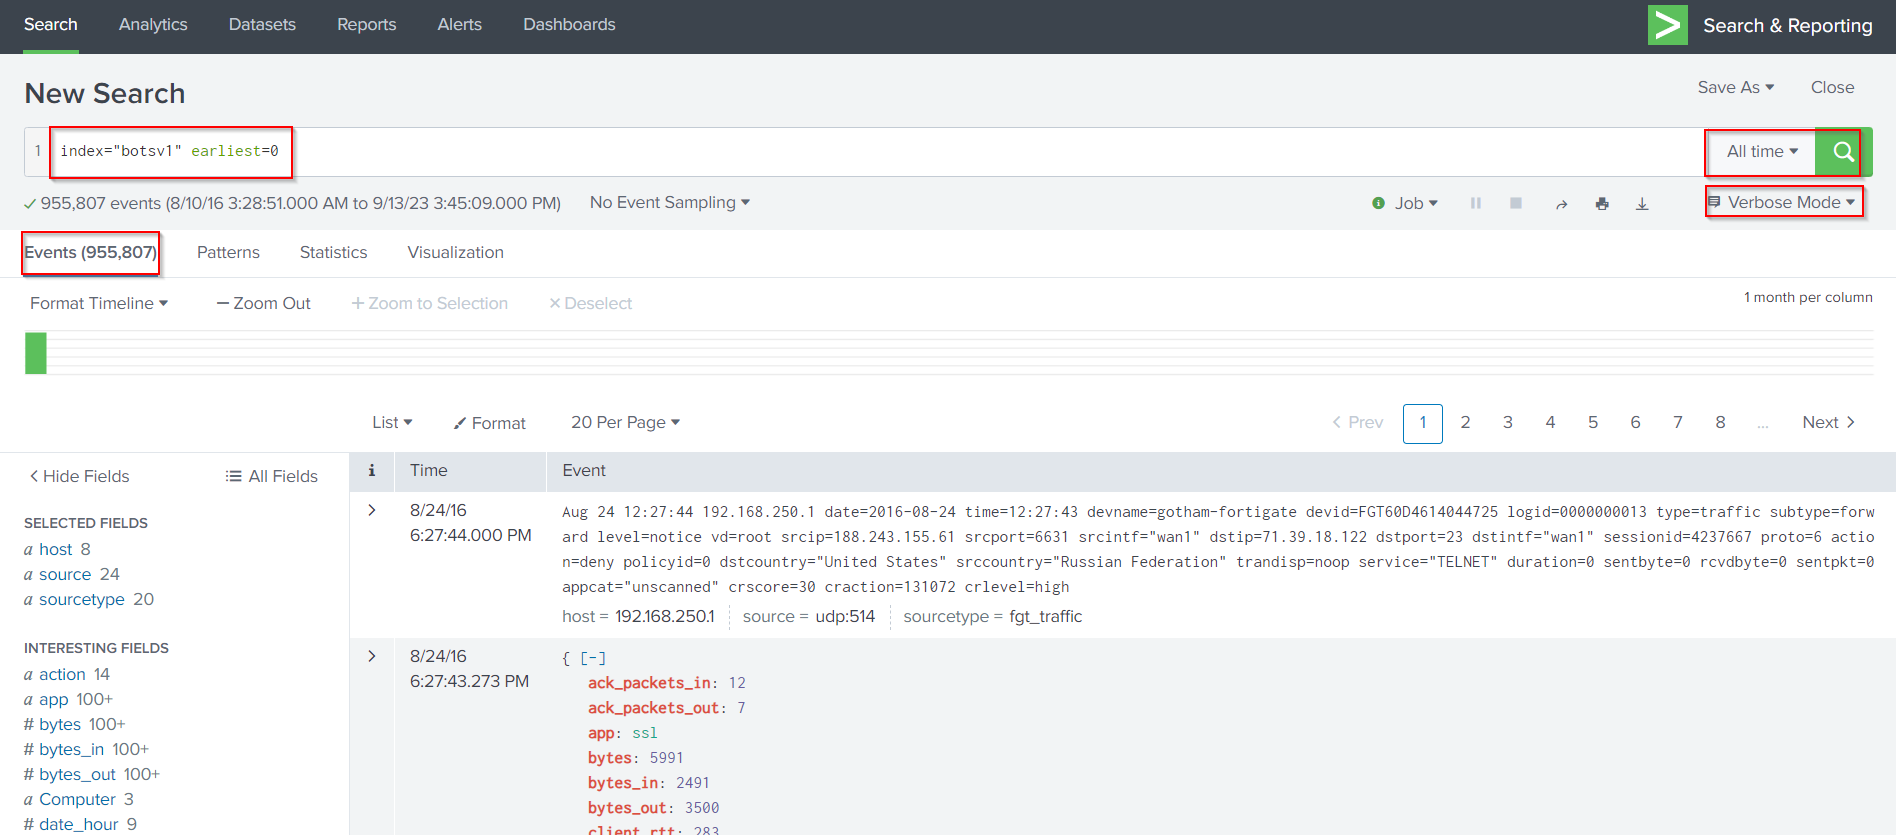 Search Analytics Datasets Reports Alerts Dashboards Search & Reporting
New Search
Save As Close
1 index="botsv1" earliest=0 All time
955,807 events (8/10/16 3:28:51.000 AM to 9/13/23 3:45:09.000 PM) No Event Sampling Job Verbose Mode
Events (955,807) Patterns Statistics Visualization
Format Timeline Zoom Out Zoom to Selection Deselect 1 month per column
List Format 20 Per Page Prev 1 2 3 4 5 6 7 8 ... Next
Hide Fields All Fields
SELECTED FIELDS
a host 8
a source 24
a sourcetype 20
INTERESTING FIELDS
a action 14
a app 100+
# bytes 100+
# bytes_in 100+
# bytes_out 100+
a Computer 3
# date_hour 9
i Time Event
8/24/16
6:27:44.000 PM
Aug 24 12:27:44 192.168.250.1 date=2016-08-24 time=12:27:43 devname=gotham-fortigate devid=FGT60D4614044725 logid=0000000013 type=traffic subtype=forw
ard level=notice vd=root srcip=188.243.155.61 srcport=6631 srcintf="wan1" dstip=71.39.18.122 dstport=23 dstintf="wan1" sessionid=4237667 proto=6 actio
n=deny policyid=0 dstcountry="United States" srccountry="Russian Federation" trandisp=noop service="TELNET" duration=0 sentbyte=0 rcvdbyte=0 sentpkt=0
appcat="unscanned" crscore=30 craction=131072 crlevel=high
host = 192.168.250.1 source = udp:514 sourcetype = fgt_traffic
8/24/16
6:27:43.273 PM
{ [-]
ack_packets_in: 12
ack_packets_out: 7
app: ssl
bytes: 5991
bytes_in: 2491
bytes_out: 3500
client_rtt: 283